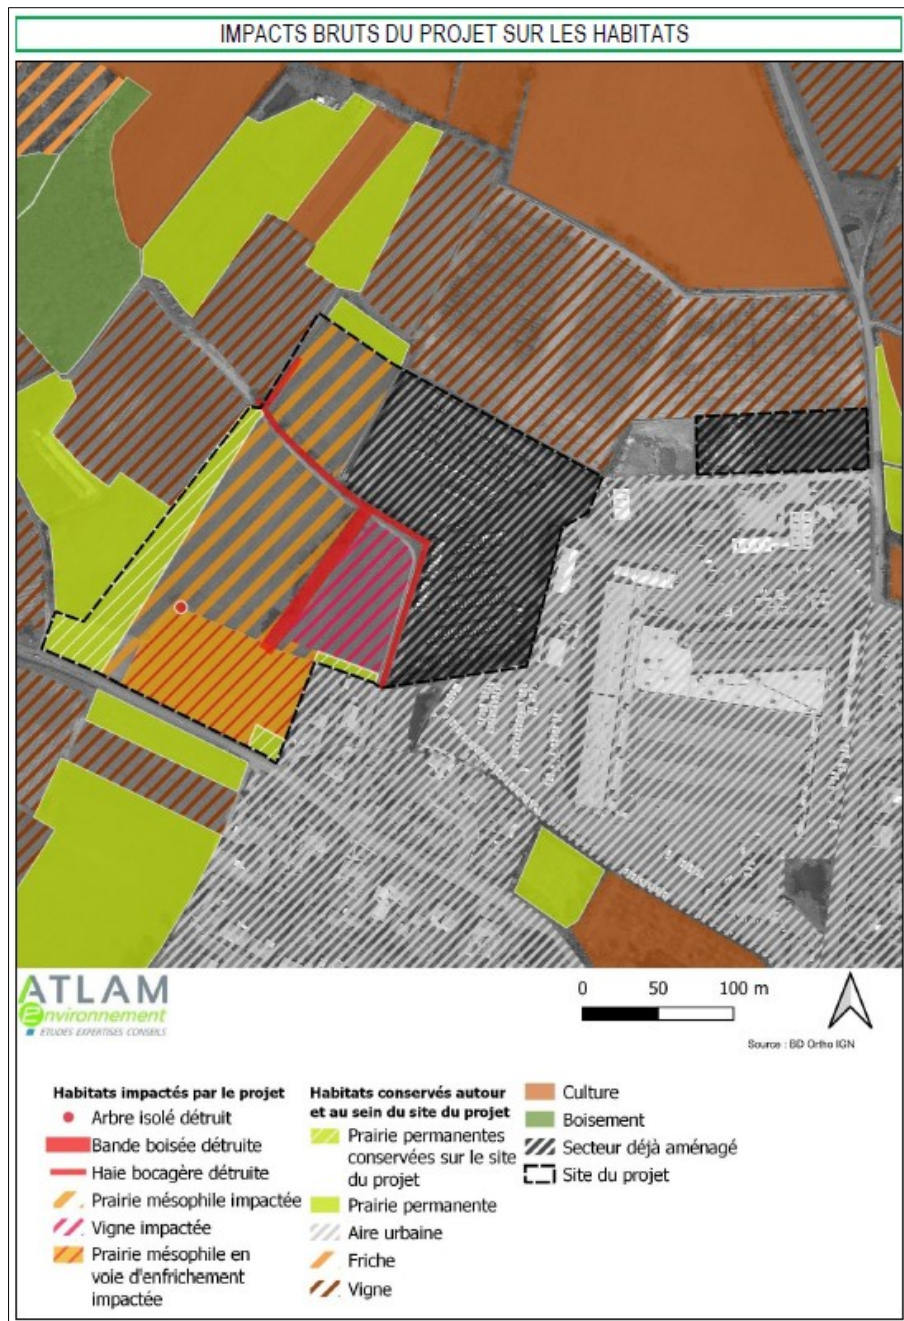 IMPACTS BRUTS DU PROJET SUR LES HABITATS
ATLAM
Environnement
ETUDES EXPERTISES CONSEILS
0 50 100 m
Source : BD Ortho IGN
Habitats impactés par le projet
Arbre isolé détruit
Bande boisée détruite
Haie bocagère détruite
Prairie mésophile impactée
Vigne impactée
Prairie mésophile en
voie d'enfrichement
impactée
Habitats conservés autour
et au sein du site du projet
Prairie permanentes
conservées sur le site
du projet
Prairie permanente
Aire urbaine
Friche
Vigne
Culture
Boisement
Secteur déjà aménagé
Site du projet